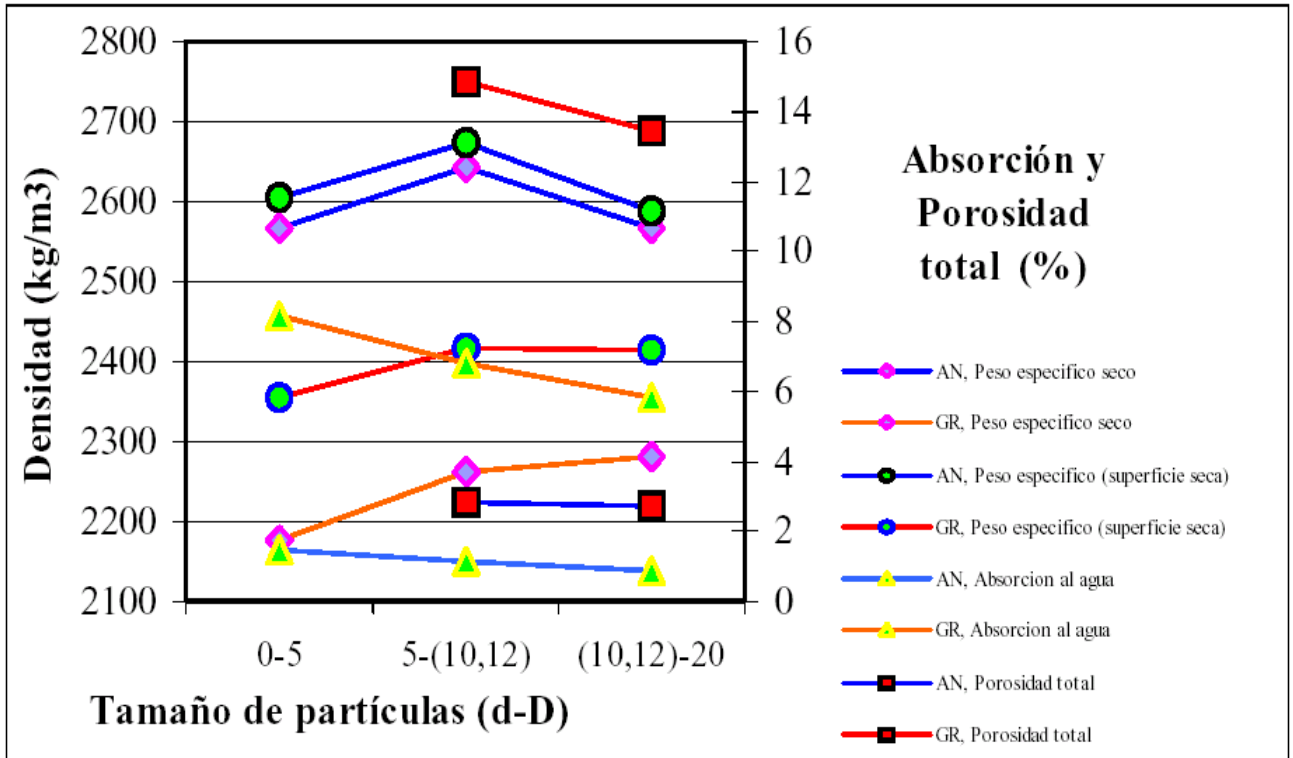 2800
2700
2600
2500
2400
2300
2200
2100
Densidad (kg/m3)
16
14
12
10
8
6
4
2
0
0-5
5-(10,12)
(10,12)-20
Tamaño de partículas (d-D)
Absorción y
Porosidad
total (%)
AN, Peso especifico seco
GR, Peso especifico seco
AN, Peso especifico (superficie seca)
GR, Peso especifico (superficie seca)
AN, Absorcion al agua
GR, Absorcion al agua
AN, Porosidad total
GR, Porosidad total